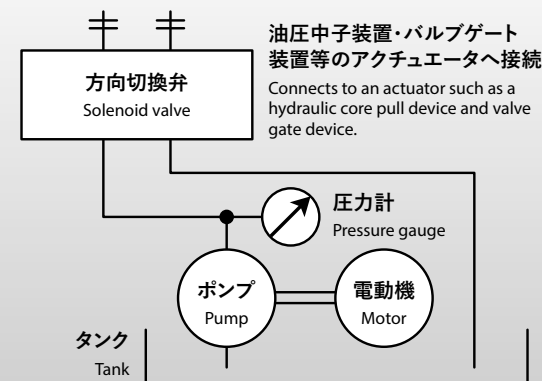 油圧中子装置・バルブゲート
装置等のアクチュエータへ接続
Connects to an actuator such as a
hydraulic core pull device and valve
gate device.
方向切換弁
Solenoid valve
圧力計
Pressure gauge
ポンプ
Pump
電動機
Motor
タンク
Tank